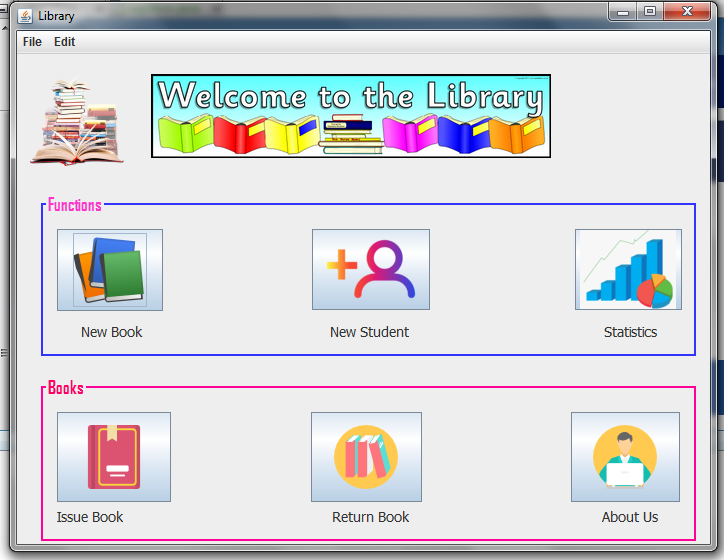 Library
File Edit
Welcome to the Library
Functions
New Book New Student Statistics
Books
Issue Book Return Book About Us